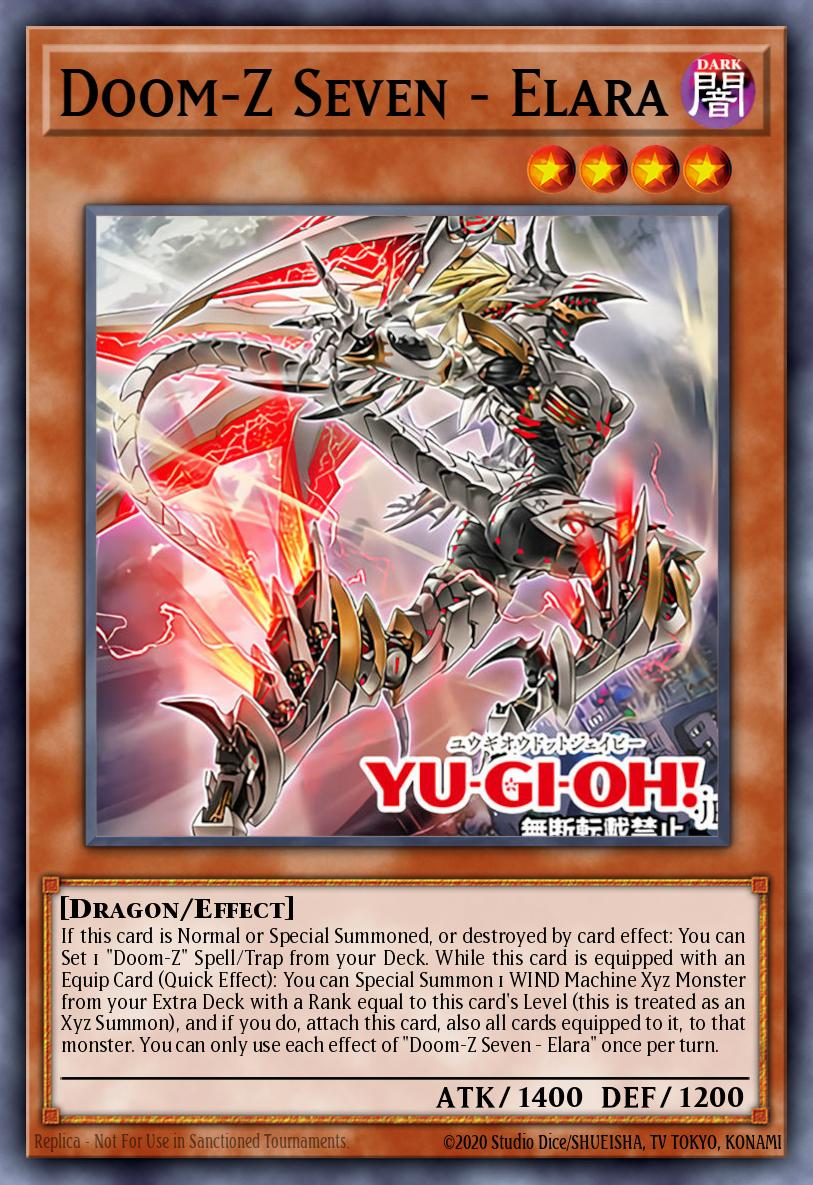 Doom-Z Seven - Elara
DARK
闇
ユウギオウドットジェイピー
YU-GI-OH!
無断転載禁止
[Dragon/Effect]
If this card is Normal or Special Summoned, or destroyed by card effect: You can
Set 1 "Doom-Z" Spell/Trap from your Deck. While this card is equipped with an
Equip Card (Quick Effect): You can Special Summon 1 WIND Machine Xyz Monster
from your Extra Deck with a Rank equal to this card's Level (this is treated as an
Xyz Summon), and if you do, attach this card, also all cards equipped to it, to that
monster. You can only use each effect of "Doom-Z Seven - Elara" once per turn.
ATK/1400 DEF/1200
Replica - Not For Use in Sanctioned Tournaments.
©2020 Studio Dice/SHUEISHA, TV TOKYO, KONAMI